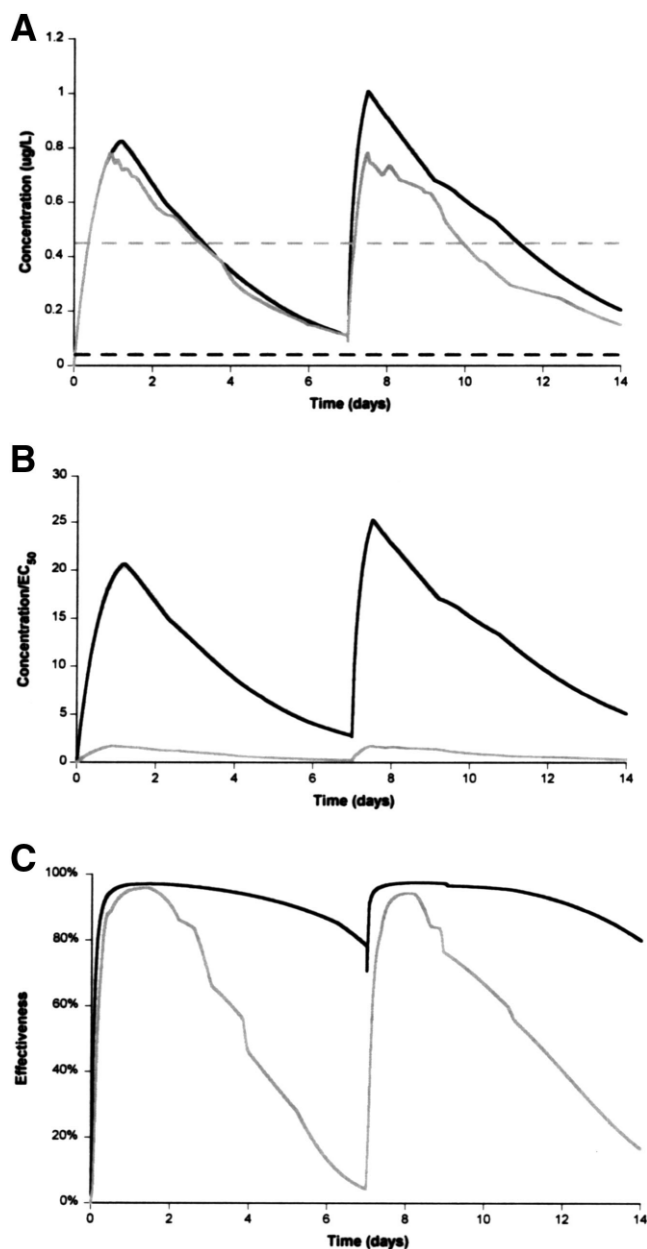 A
1.2
1
0.8
0.6
0.4
0.2
0
Concentration (ug/L)
0 2 4 6 8 10 12 14
Time (days)
B
30
25
20
15
10
5
0
Concentration/EC50
0 2 4 6 8 10 12 14
Time (days)
C
100%
80%
60%
40%
20%
0%
Effectiveness
0 2 4 6 8 10 12 14
Time (days)